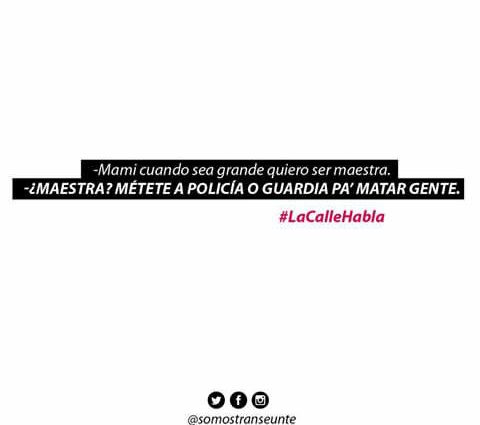 -Mami cuando sea grande quiero ser maestra.
-¿MAESTRA? MÉTETE A POLICÍA O GUARDIA PA' MATAR GENTE.
#LaCalleHabla
@somostranseunte